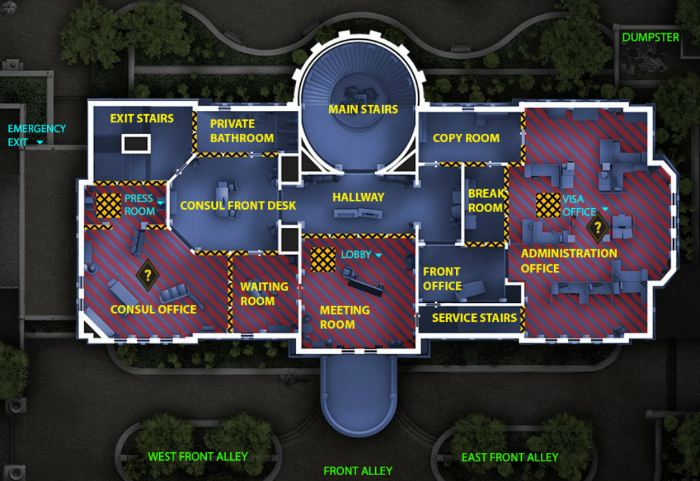 DUMPSTER
MAIN STAIRS
EXIT STAIRS
PRIVATE
BATHROOM
EMERGENCY
EXIT
COPY ROOM
PRESS
ROOM
CONSUL FRONT DESK
HALLWAY
BREAK
ROOM
VISA
OFFICE
LOBBY
ADMINISTRATION
OFFICE
?
?
CONSUL OFFICE
WAITING
ROOM
MEETING
ROOM
FRONT
OFFICE
SERVICE STAIRS
WEST FRONT ALLEY
FRONT ALLEY
EAST FRONT ALLEY